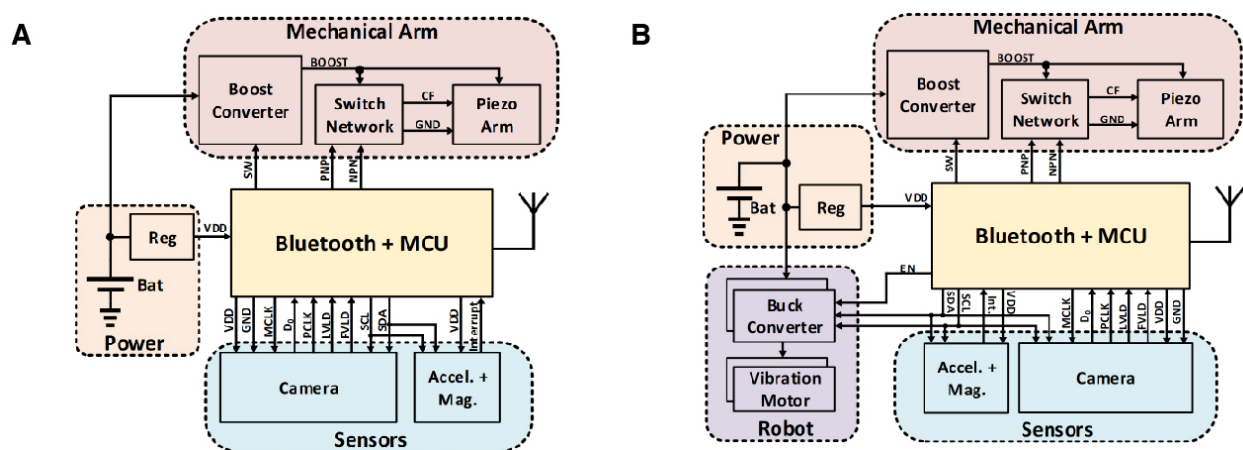 A
Mechanical Arm
BOOST
Boost
Converter
Switch
Network
CF
GND
Piezo
Arm
SW
PNP
NPN
Reg
VDD
Bluetooth + MCU
Bat
Power
VDD
GND
MCLK
D0
PCLK
LVLD
FVLD
SCL
SDA
VDD
Interrupt
Camera
Accel. +
Mag.
Sensors
B
Mechanical Arm
BOOST
Boost
Converter
Switch
Network
CF
GND
Piezo
Arm
Power
SW
PNP
NPN
Bat
Reg
VDD
Bluetooth + MCU
EN
Buck
Converter
SDA
SCL
Int.
VDD
MCLK
D0
PCLK
LVLD
FVLD
VDD
GND
Vibration
Motor
Accel. +
Mag.
Camera
Robot
Sensors